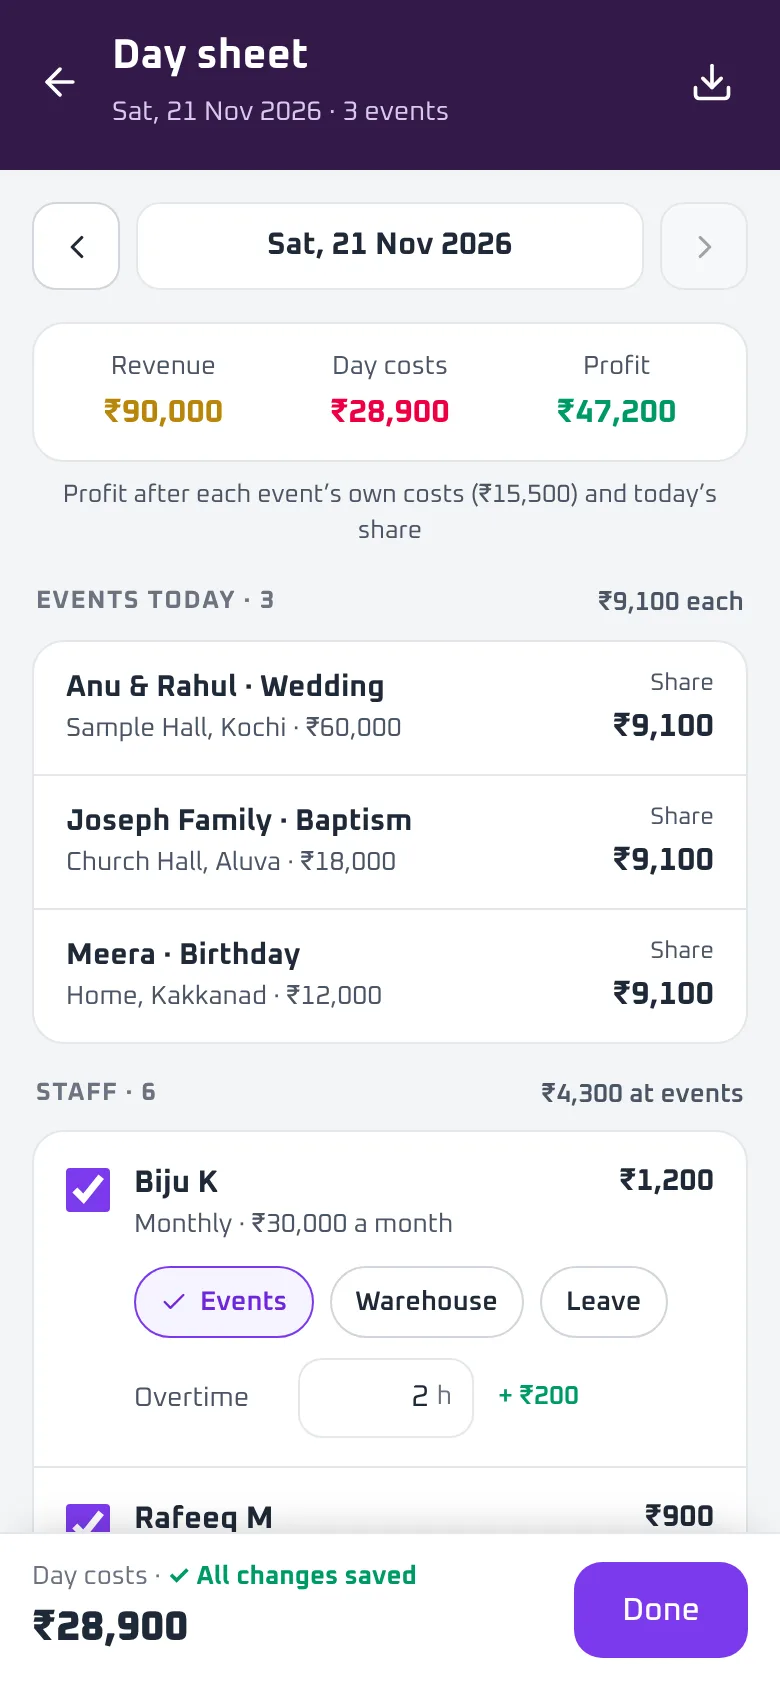 Day sheet
Sat, 21 Nov 2026 · 3 events
Sat, 21 Nov 2026
Revenue Day costs Profit
₹90,000 ₹28,900 ₹47,200
Profit after each event’s own costs (₹15,500) and today’s
share
EVENTS TODAY · 3 ₹9,100 each
Anu & Rahul · Wedding Share
Sample Hall, Kochi · ₹60,000 ₹9,100
Joseph Family · Baptism Share
Church Hall, Aluva · ₹18,000 ₹9,100
Meera · Birthday Share
Home, Kakkanad · ₹12,000 ₹9,100
STAFF · 6 ₹4,300 at events
Biju K ₹1,200
Monthly · ₹30,000 a month
Events Warehouse Leave
Overtime 2 h + ₹200
Rafeeq M ₹900
Day costs · ✓ All changes saved
₹28,900 Done